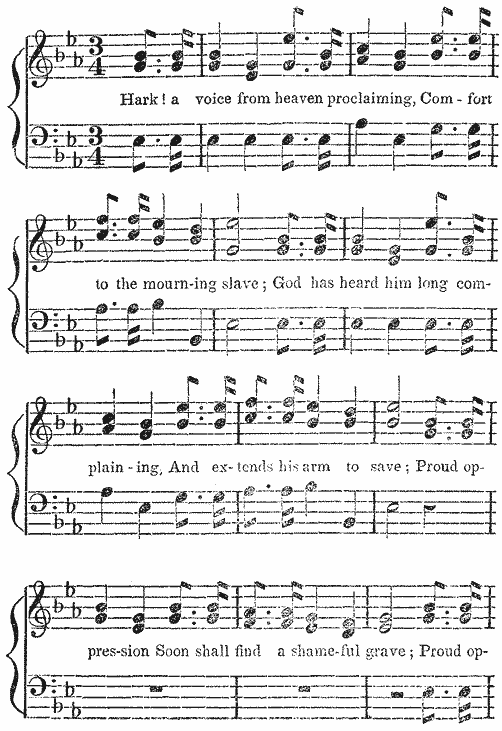 Hark! a voice from heaven proclaiming, Com - fort
to the mourn-ing slave; God has heard him long com-
plain - ing, And ex- tends his arm to save; Proud op-
pres-sion Soon shall find a shame-ful grave; Proud op-